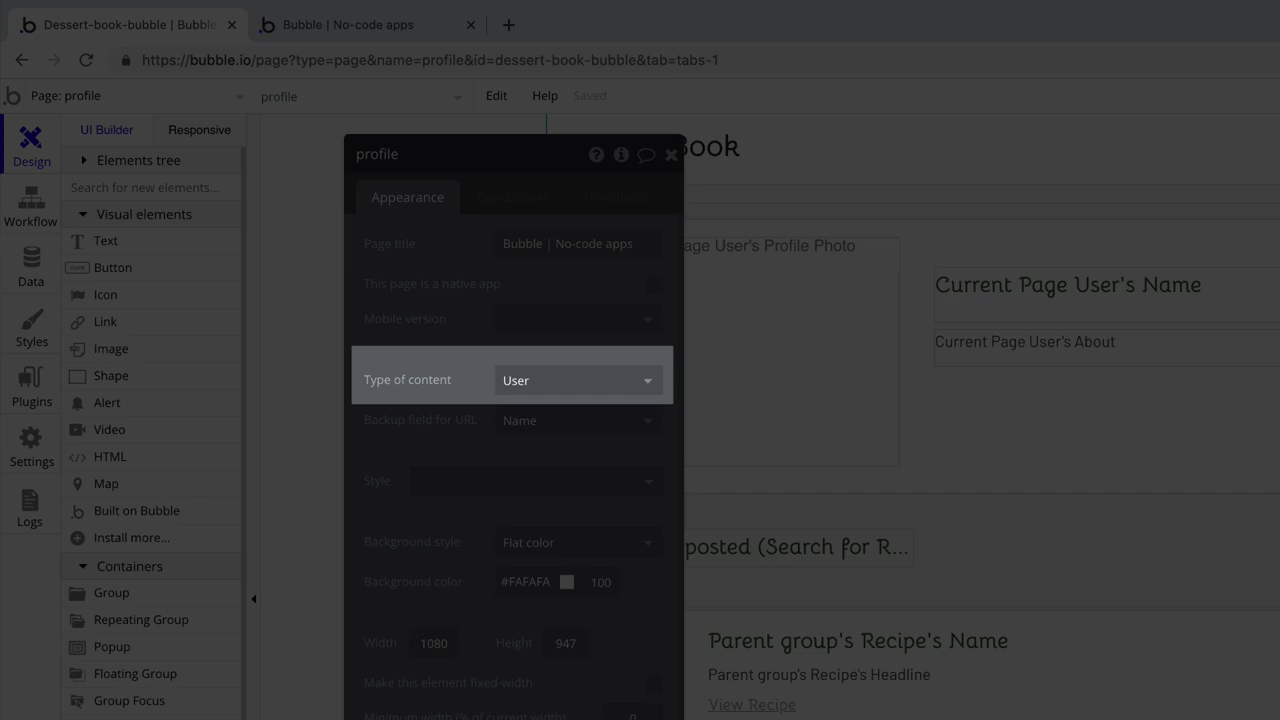 Dessert-book-bubble | Bubble
Bubble | No-code apps
https://bubble.io/page?type=page&name=profile&id=dessert-book-bubble&tab=tabs-1
Page: profile
profile
Edit
Help
Saved
Design
Workflow
Data
Styles
Plugins
Settings
Logs
UI Builder
Responsive
Elements tree
Search for new elements...
Visual elements
Text
Button
Icon
Link
Image
Shape
Alert
Video
HTML
Map
Built on Bubble
Install more...
Containers
Group
Repeating Group
Popup
Floating Group
Group Focus
profile
Appearance
Conditional
Transitions
Page title
Bubble | No-code apps
This page is a native app
Mobile version
Type of content
User
Backup field for URL
Name
Style
Background style
Flat color
Background color
#FAFAFA
100
Width
1080
Height
947
Make this element fixed-width
Minimum width (% of current width)
0
Book
age User's Profile Photo
Current Page User's Name
Current Page User's About
posted (Search for R...
Parent group's Recipe's Name
Parent group's Recipe's Headline
View Recipe